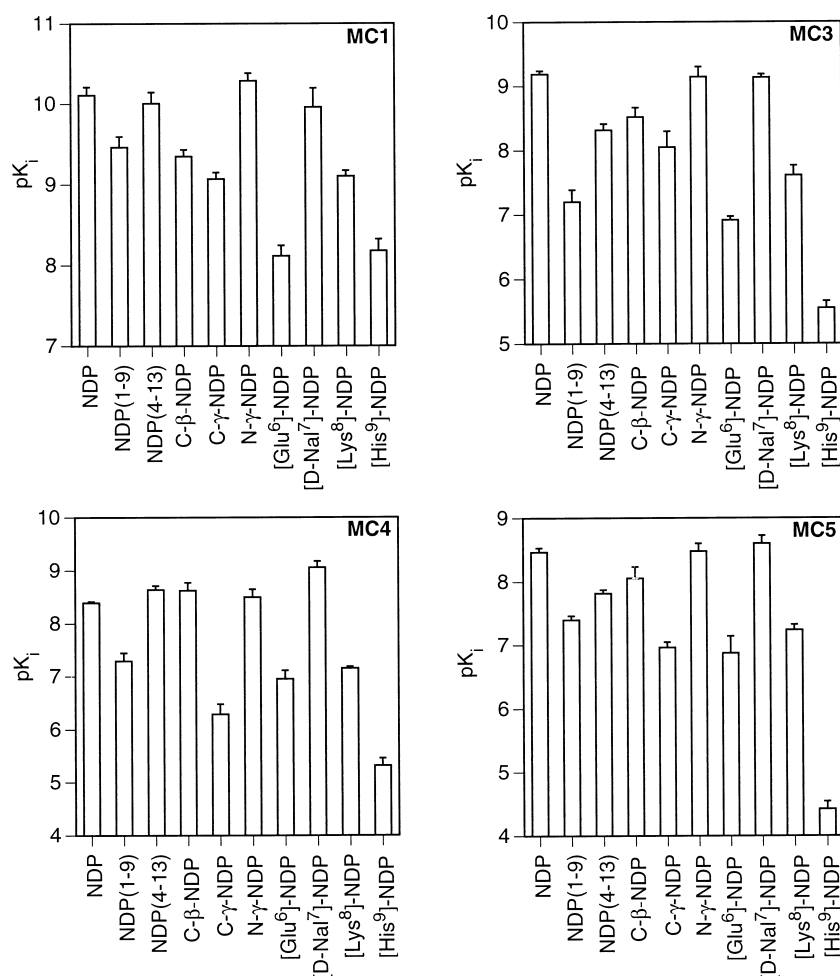 MC1
pKi
11
10
9
8
7
NDP
NDP(1-9)
NDP(4-13)
C-β-NDP
C-γ-NDP
N-γ-NDP
[Glu6]-NDP
[D-Nal7]-NDP
[Lys8]-NDP
[His9]-NDP
MC3
pKi
10
9
8
7
6
5
NDP
NDP(1-9)
NDP(4-13)
C-β-NDP
C-γ-NDP
N-γ-NDP
[Glu6]-NDP
[D-Nal7]-NDP
[Lys8]-NDP
[His9]-NDP
MC4
pKi
10
9
8
7
6
5
4
NDP
NDP(1-9)
NDP(4-13)
C-β-NDP
C-γ-NDP
N-γ-NDP
[Glu6]-NDP
[D-Nal7]-NDP
[Lys8]-NDP
[His9]-NDP
MC5
pKi
9
8
7
6
5
4
NDP
NDP(1-9)
NDP(4-13)
C-β-NDP
C-γ-NDP
N-γ-NDP
[Glu6]-NDP
[D-Nal7]-NDP
[Lys8]-NDP
[His9]-NDP